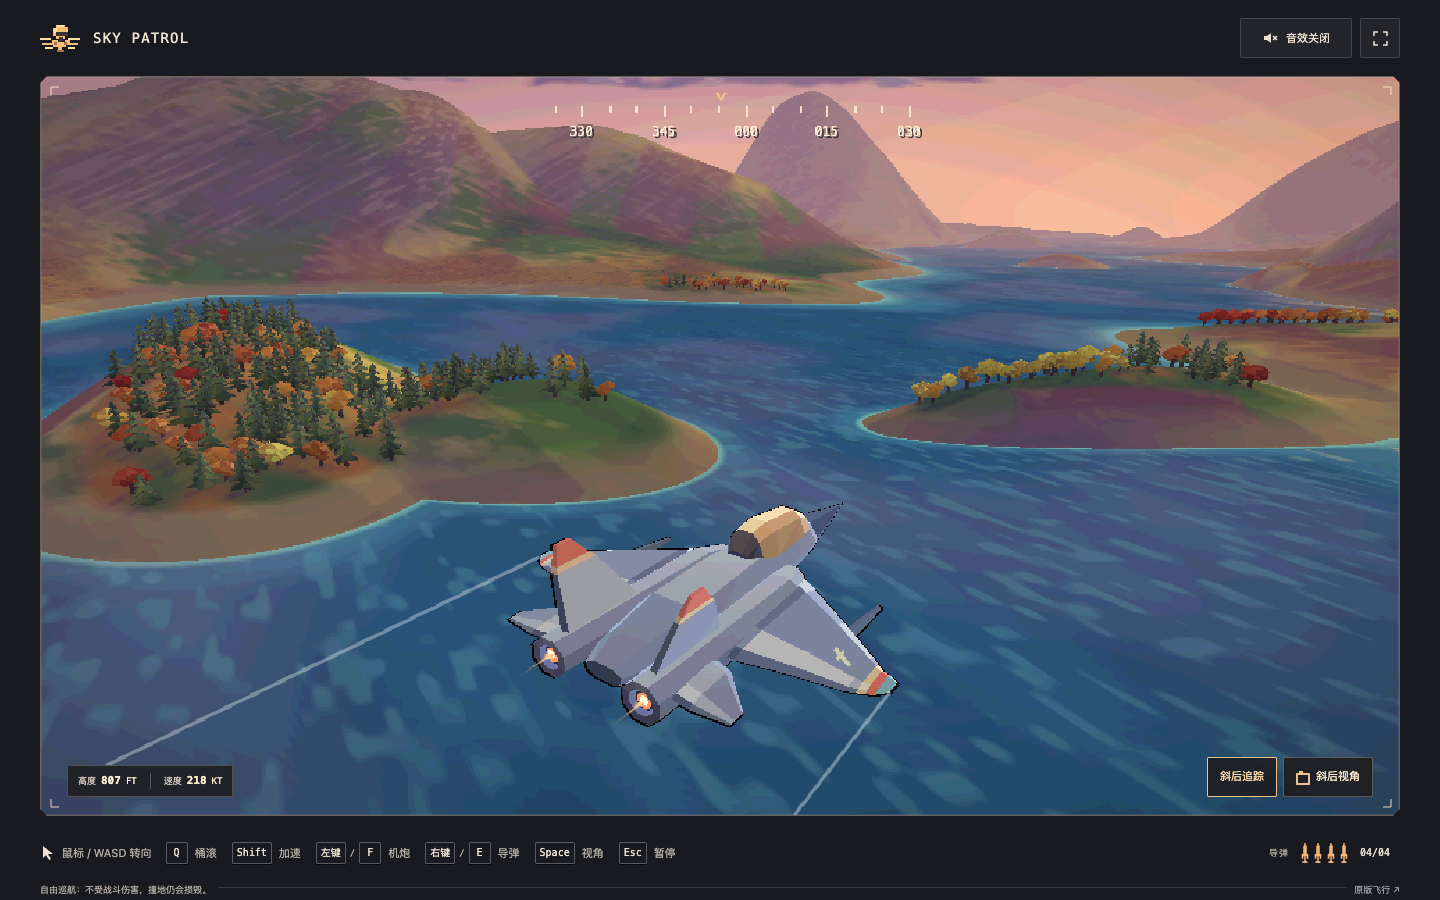 SKY PATROL
音效关闭
330 345 000 015 030
高度 807 FT 速度 218 KT
斜后追踪
斜后视角
鼠标 / WASD 转向 Q 桶滚 Shift 加速 左键 / F 机炮 右键 / E 导弹 Space 视角 Esc 暂停
导弹 04/04
自由巡航：不受战斗伤害，撞地仍会损毁。
原版飞行 ↗